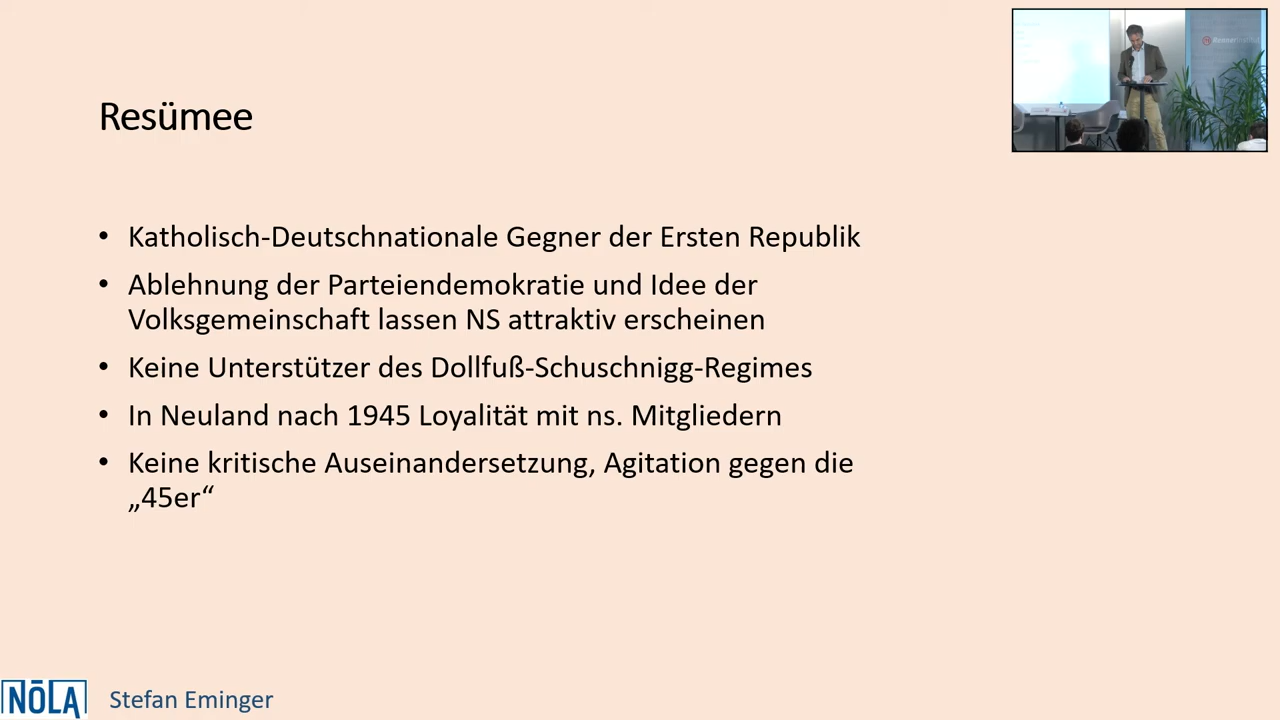 Resümee
• Katholisch-Deutschnationale Gegner der Ersten Republik
• Ablehnung der Parteiendemokratie und Idee der
Volksgemeinschaft lassen NS attraktiv erscheinen
• Keine Unterstützer des Dollfuß-Schuschnigg-Regimes
• In Neuland nach 1945 Loyalität mit ns. Mitgliedern
• Keine kritische Auseinandersetzung, Agitation gegen die
„45er“
NÖLA
Stefan Eminger